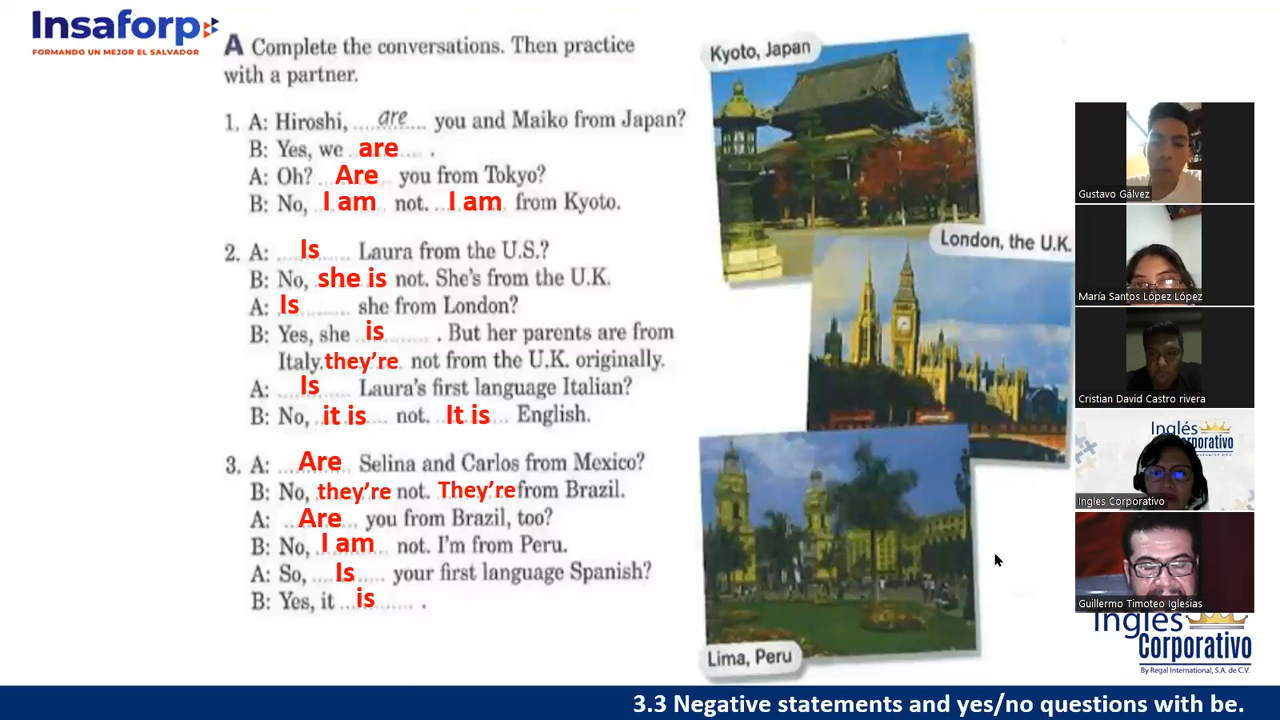 Insaforp
FORMANDO UN MEJOR EL SALVADOR
A Complete the conversations. Then practice
with a partner.
1. A: Hiroshi, are you and Maiko from Japan?
B: Yes, we are .
A: Oh? Are you from Tokyo?
B: No, I am not. I am from Kyoto.
2. A: Is Laura from the U.S.?
B: No, she is not. She's from the U.K.
A: Is she from London?
B: Yes, she is . But her parents are from
Italy. they're not from the U.K. originally.
A: Is Laura's first language Italian?
B: No, it is not. It is English.
3. A: Are Selina and Carlos from Mexico?
B: No, they're not. They're from Brazil.
A: Are you from Brazil, too?
B: No, I am not. I'm from Peru.
A: So, Is your first language Spanish?
B: Yes, it is .
Kyoto, Japan
London, the U.K.
Lima, Peru
Gustavo Gálvez
María Santos López López
Cristian David Castro rivera
Inglés
Corporativo
Ingles Corporativo
Guillermo Timoteo Iglesias
Inglés
Corporativo
By Regal International, S.A. de C.V.
3.3 Negative statements and yes/no questions with be.